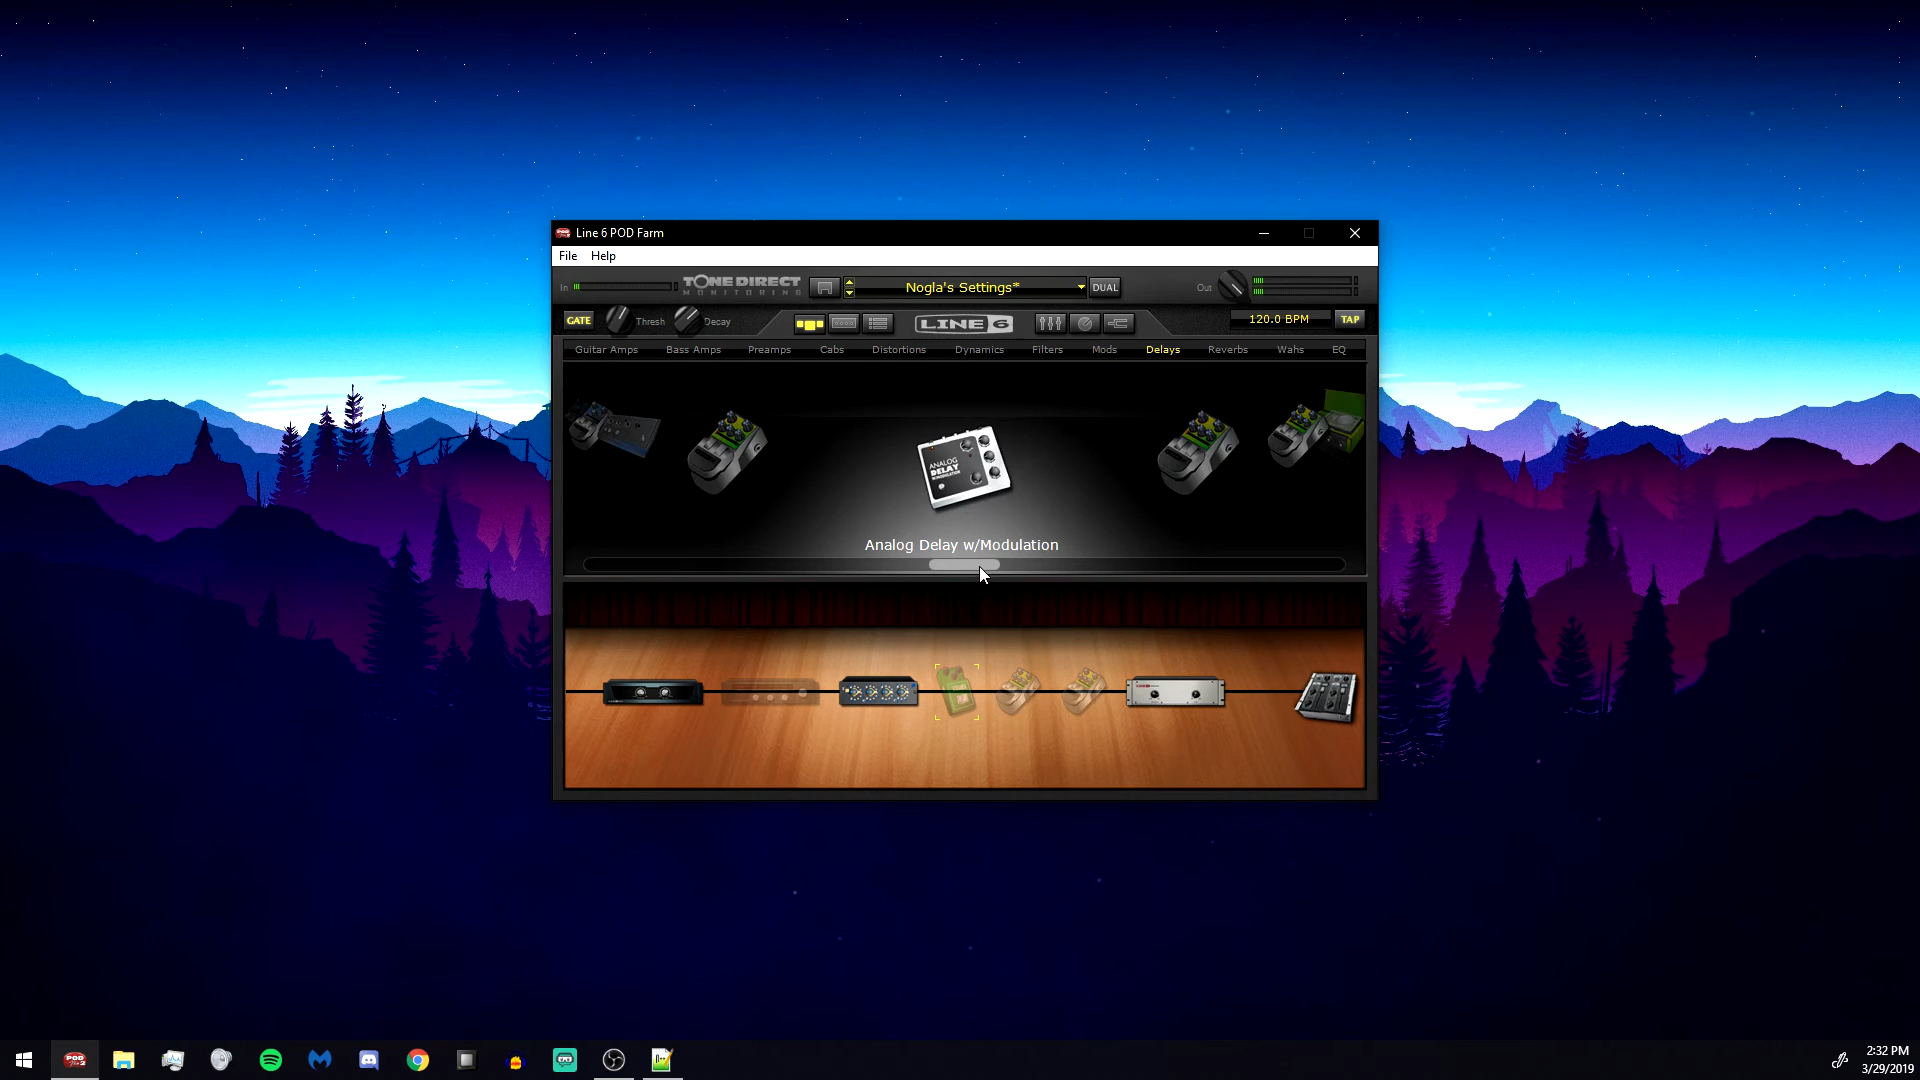 Line 6 POD Farm
File Help
In TONE DIRECT MONITORING Nogla's Settings* DUAL Out
GATE Thresh Decay LINE 6 120.0 BPM TAP
Guitar Amps Bass Amps Preamps Cabs Distortions Dynamics Filters Mods Delays Reverbs Wahs EQ
ANALOG
DELAY
W/MODULATION
Analog Delay w/Modulation
2:32 PM
3/29/2019